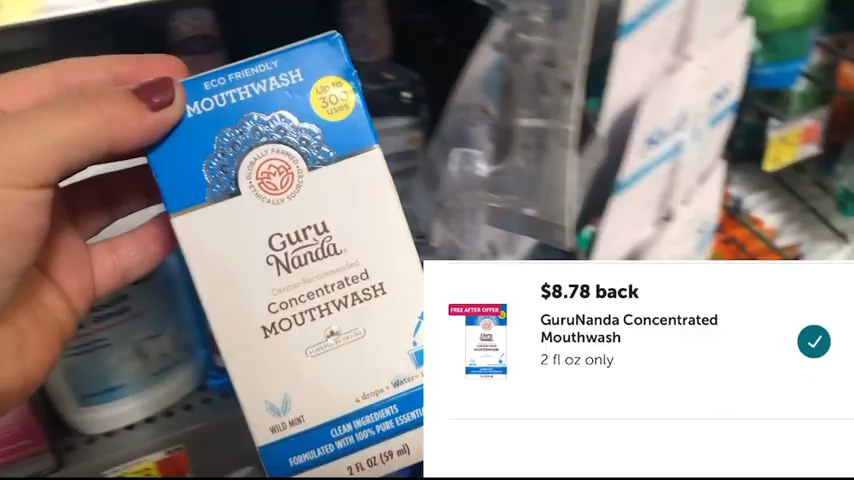 ECO FRIENDLY
MOUTHWASH
Up to
300
uses
GLOBALLY FARMED
ETHICALLY SOURCED
Guru
Nanda
Dentist Recommended
Concentrated
MOUTHWASH
4 drops • Water=
WILD MINT
CLEAN INGREDIENTS
FORMULATED WITH 100% PURE
2 FL OZ (59 ml)
$8.78 back
FREE AFTER OFFER
GuruNanda Concentrated
Mouthwash
2 fl oz only